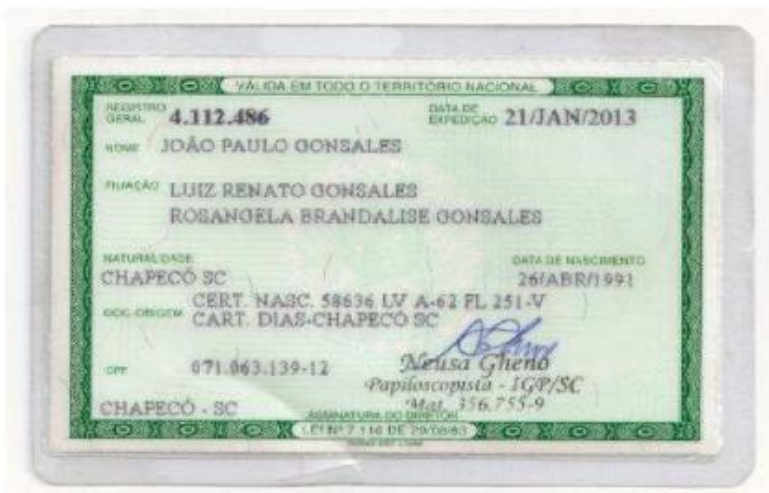 VÁLIDA EM TODO O TERRITÓRIO NACIONAL
REGISTRO GERAL 4.112.486 DATA DE EXPEDIÇÃO 21/JAN/2013
NOME JOÃO PAULO GONSALES
FILIAÇÃO LUIZ RENATO GONSALES
ROSANGELA BRANDALISE GONSALES
NATURALIDADE DATA DE NASCIMENTO
CHAPECÓ SC 26/ABR/1991
DOC-ORIGEM CERT. NASC. 58636 LV A-62 FL 251-V
CART. DIAS-CHAPECÓ SC
CPF 071.063.139-12 Neusa Gheno
Papiloscopista - IGP/SC
CHAPECÓ - SC Mat. 356.755-9
ASSINATURA DO DIRETOR
LEI Nº 7.116 DE 29/08/83